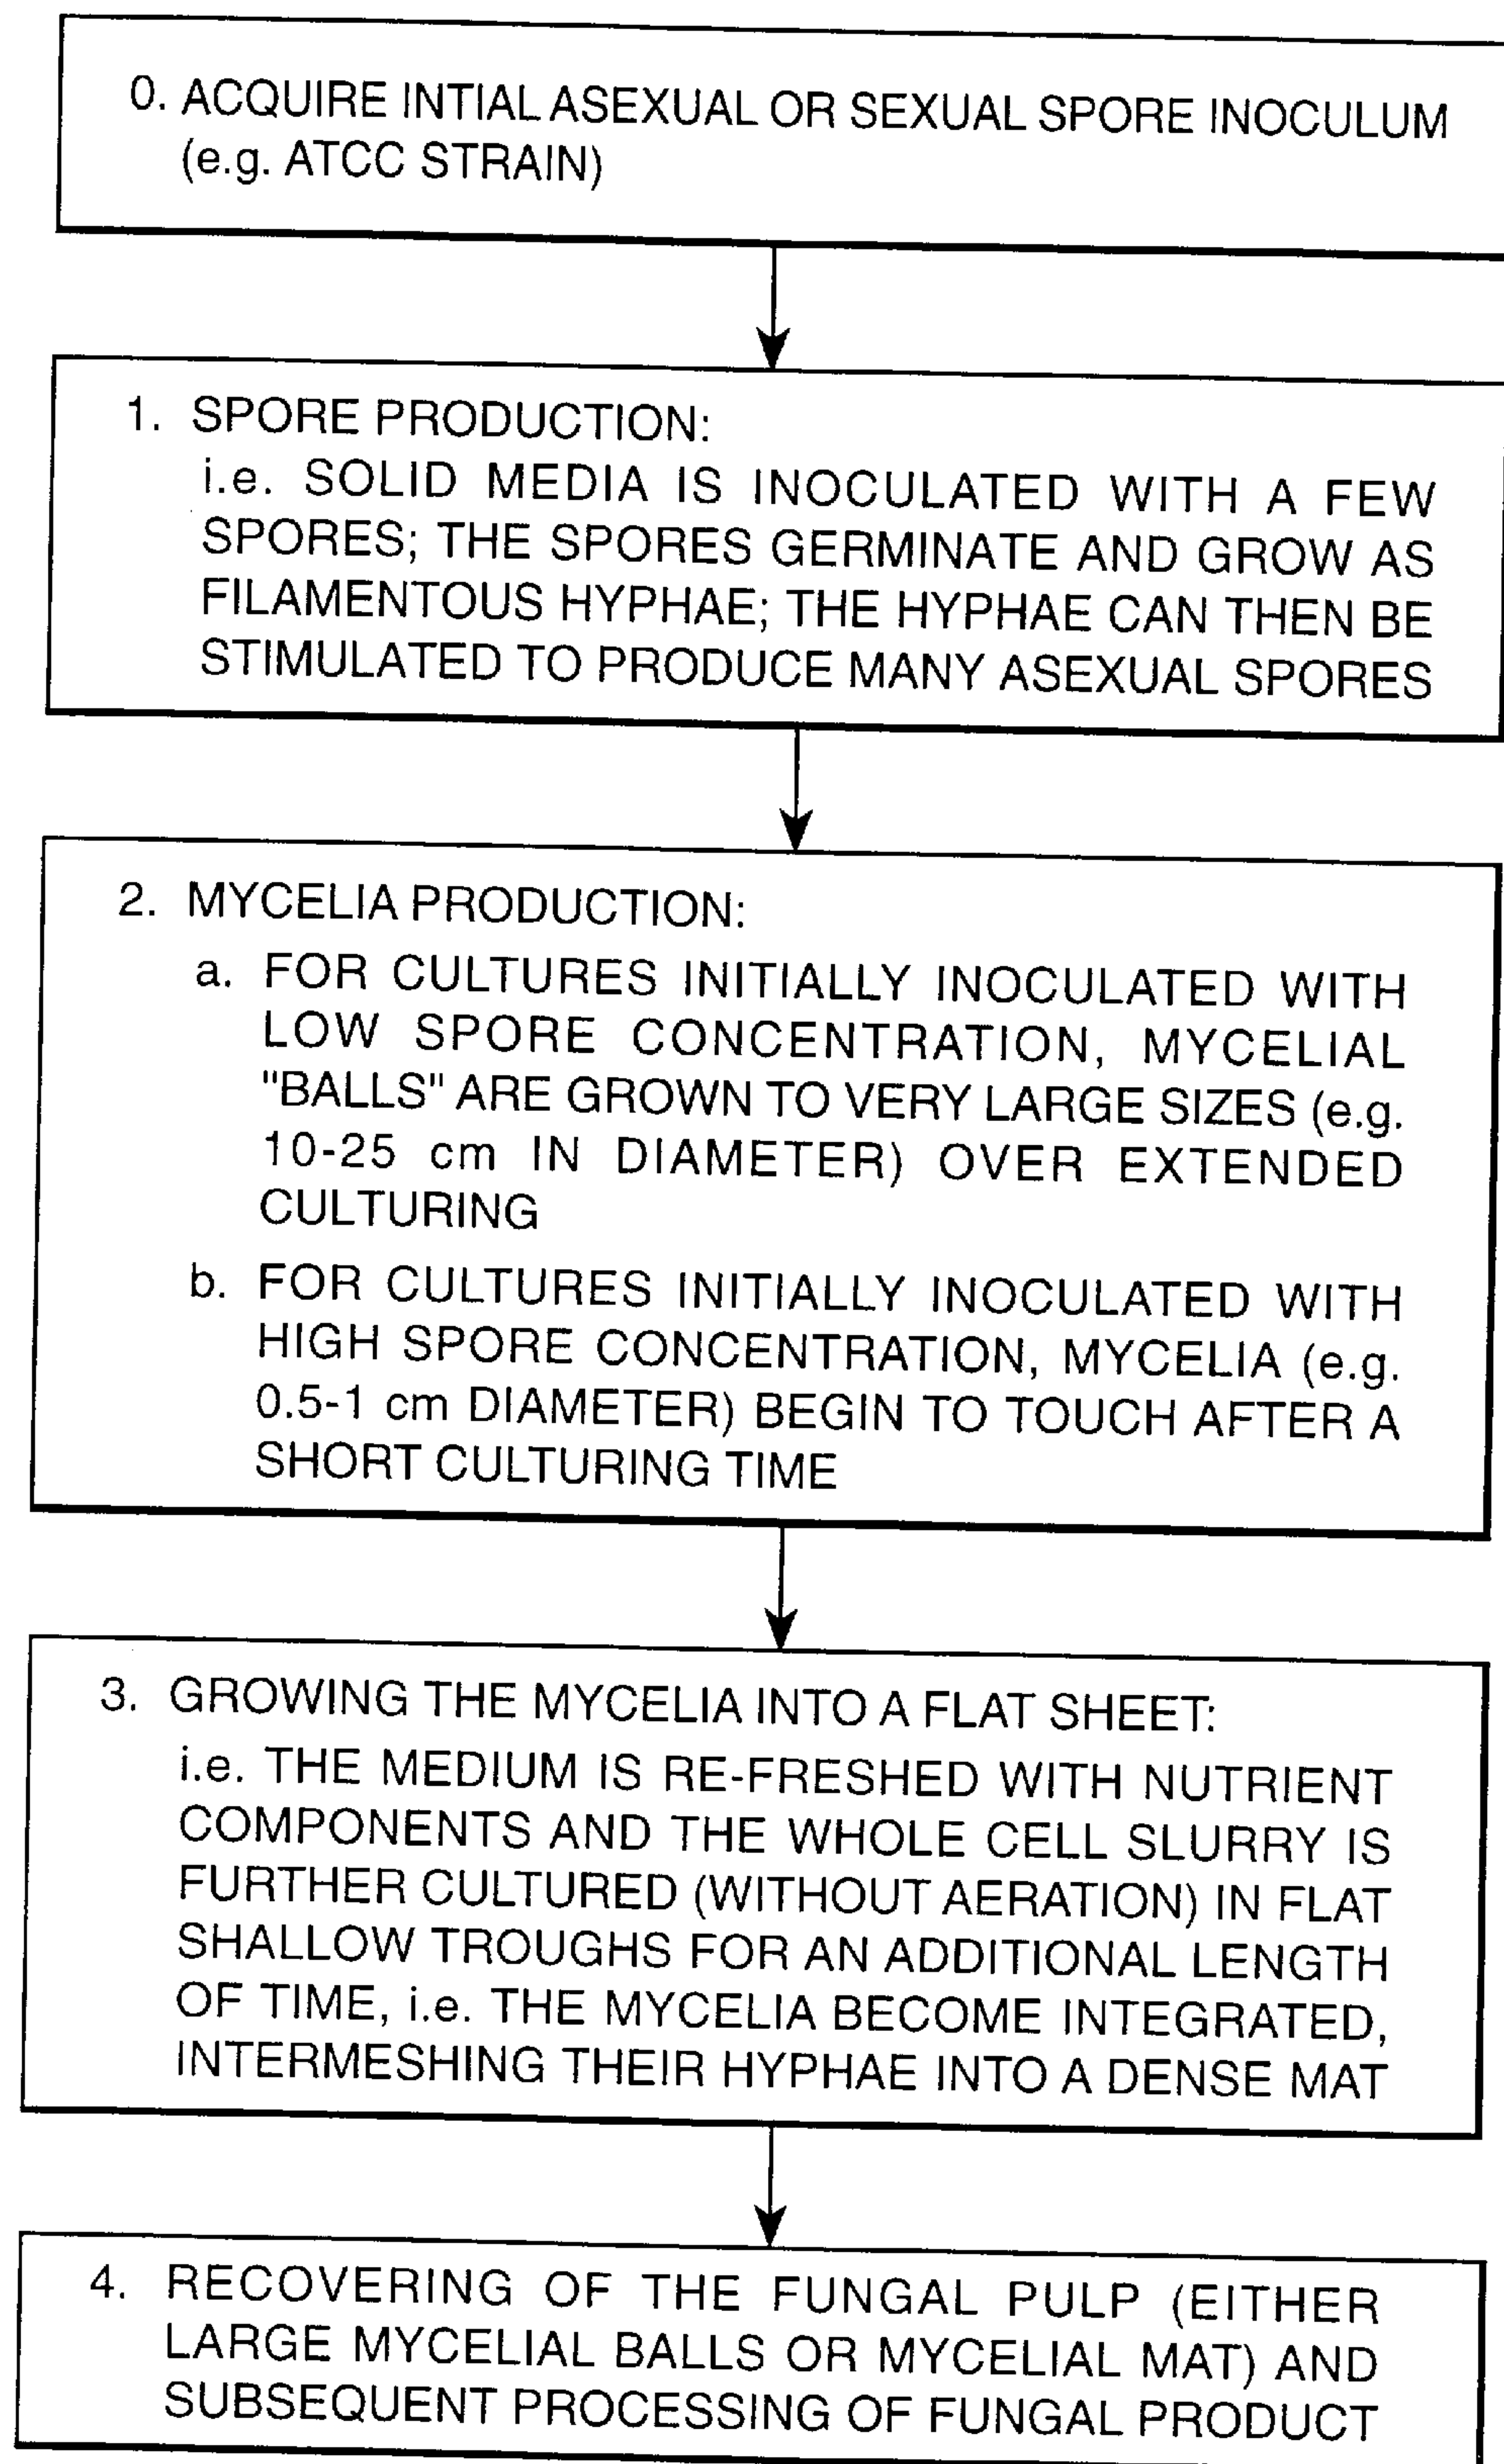 0. ACQUIRE INTIAL ASEXUAL OR SEXUAL SPORE INOCULUM
(e.g. ATCC STRAIN)
1. SPORE PRODUCTION:
i.e. SOLID MEDIA IS INOCULATED WITH A FEW
SPORES; THE SPORES GERMINATE AND GROW AS
FILAMENTOUS HYPHAE; THE HYPHAE CAN THEN BE
STIMULATED TO PRODUCE MANY ASEXUAL SPORES
2. MYCELIA PRODUCTION:
a. FOR CULTURES INITIALLY INOCULATED WITH
LOW SPORE CONCENTRATION, MYCELIAL
"BALLS" ARE GROWN TO VERY LARGE SIZES (e.g.
10-25 cm IN DIAMETER) OVER EXTENDED
CULTURING
b. FOR CULTURES INITIALLY INOCULATED WITH
HIGH SPORE CONCENTRATION, MYCELIA (e.g.
0.5-1 cm DIAMETER) BEGIN TO TOUCH AFTER A
SHORT CULTURING TIME
3. GROWING THE MYCELIA INTO A FLAT SHEET:
i.e. THE MEDIUM IS RE-FRESHED WITH NUTRIENT
COMPONENTS AND THE WHOLE CELL SLURRY IS
FURTHER CULTURED (WITHOUT AERATION) IN FLAT
SHALLOW TROUGHS FOR AN ADDITIONAL LENGTH
OF TIME, i.e. THE MYCELIA BECOME INTEGRATED,
INTERMESHING THEIR HYPHAE INTO A DENSE MAT
4. RECOVERING OF THE FUNGAL PULP (EITHER
LARGE MYCELIAL BALLS OR MYCELIAL MAT) AND
SUBSEQUENT PROCESSING OF FUNGAL PRODUCT